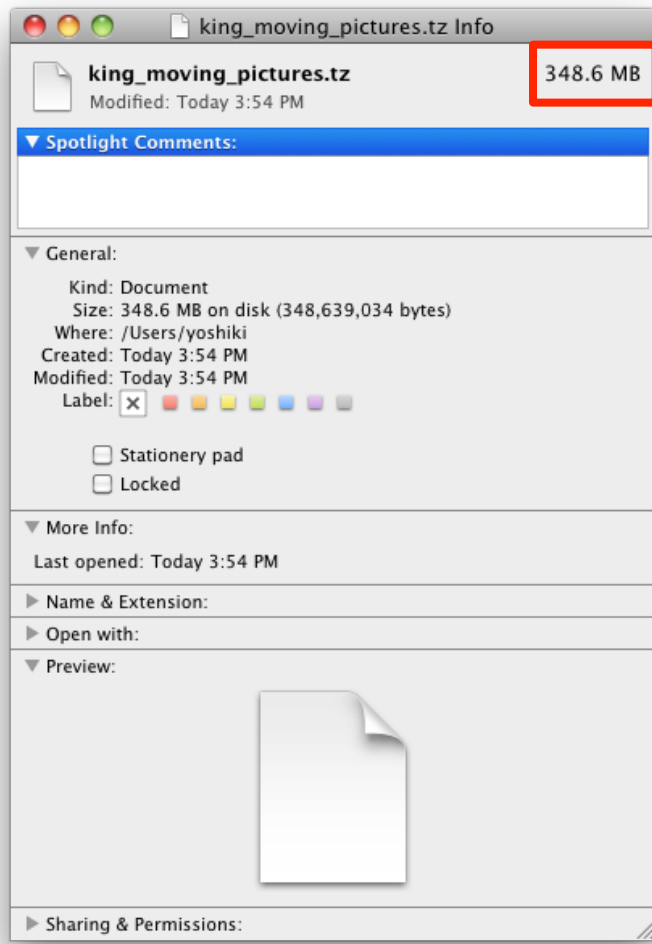 king_moving_pictures.tz Info
king_moving_pictures.tz
348.6 MB
Modified: Today 3:54 PM
Spotlight Comments:
General:
Kind: Document
Size: 348.6 MB on disk (348,639,034 bytes)
Where: /Users/yoshiki
Created: Today 3:54 PM
Modified: Today 3:54 PM
Label:
Stationery pad
Locked
More Info:
Last opened: Today 3:54 PM
Name & Extension:
Open with:
Preview:
Sharing & Permissions: